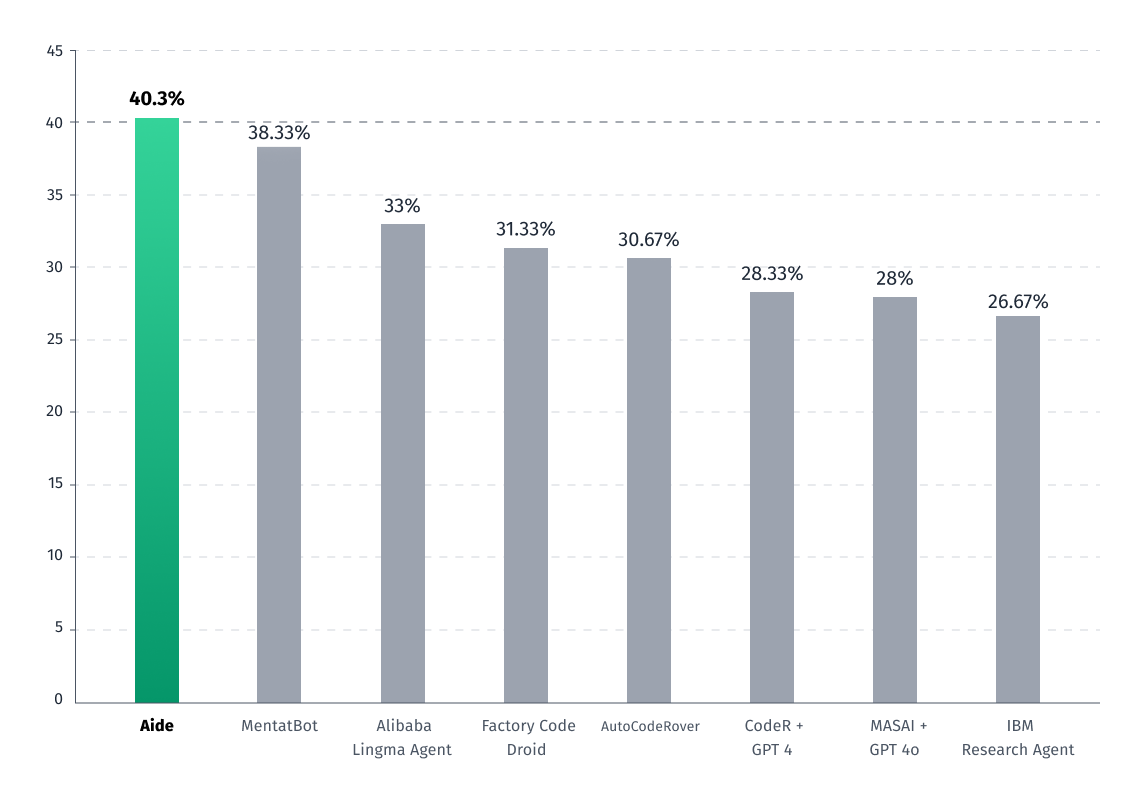 45
40.3%
40
38.33%
35
33%
31.33%
30.67%
30
28.33%
28%
26.67%
25
20
15
10
5
0
Aide
MentatBot
Alibaba
Lingma Agent
Factory Code
Droid
AutoCodeRover
CodeR +
GPT 4
MASAI +
GPT 4o
IBM
Research Agent